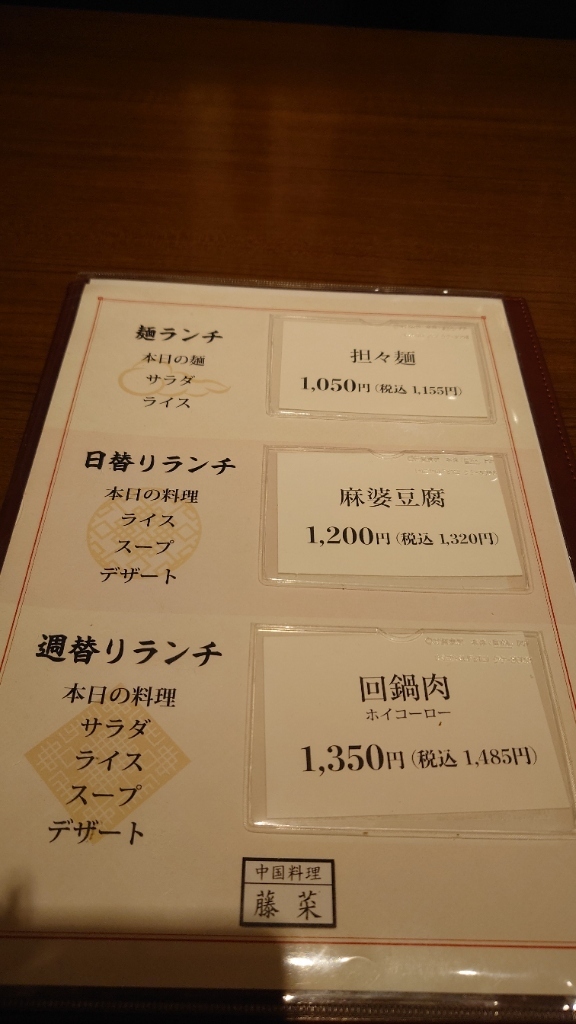 麺ランチ
本日の麺
サラダ
ライス
担々麺
1,050円(税込 1,155円)
日替りランチ
本日の料理
ライス
スープ
デザート
麻婆豆腐
1,200円(税込 1,320円)
週替りランチ
本日の料理
サラダ
ライス
スープ
デザート
回鍋肉
ホイコーロー
1,350円(税込 1,485円)
中国料理
藤菜